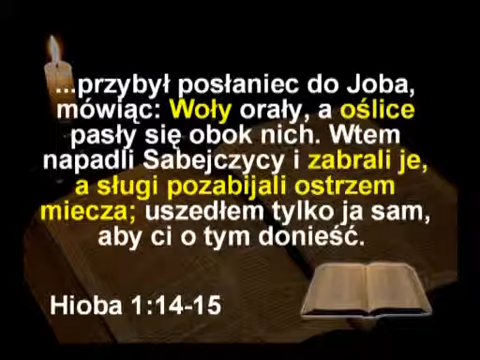 ...przybył posłaniec do Joba,
mówiąc: Woły orały, a oślice
pasły się obok nich. Wtem
napadli Sabejczycy i zabrali je,
a sługi pozabijali ostrzem
miecza; uszedłem tylko ja sam,
aby ci o tym donieść.
Hioba 1:14-15